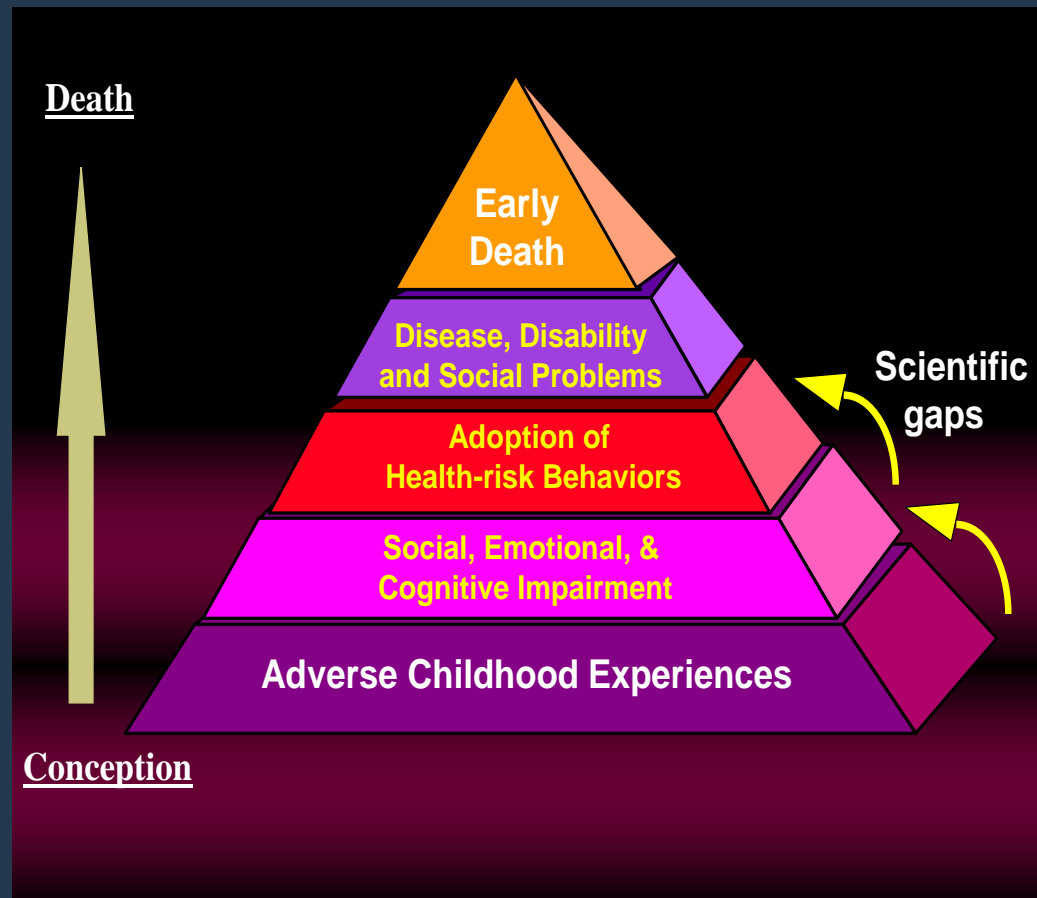 Death
Early
Death
Disease, Disability
and Social Problems
Scientific
gaps
Adoption of
Health-risk Behaviors
Social, Emotional, &
Cognitive Impairment
Adverse Childhood Experiences
Conception